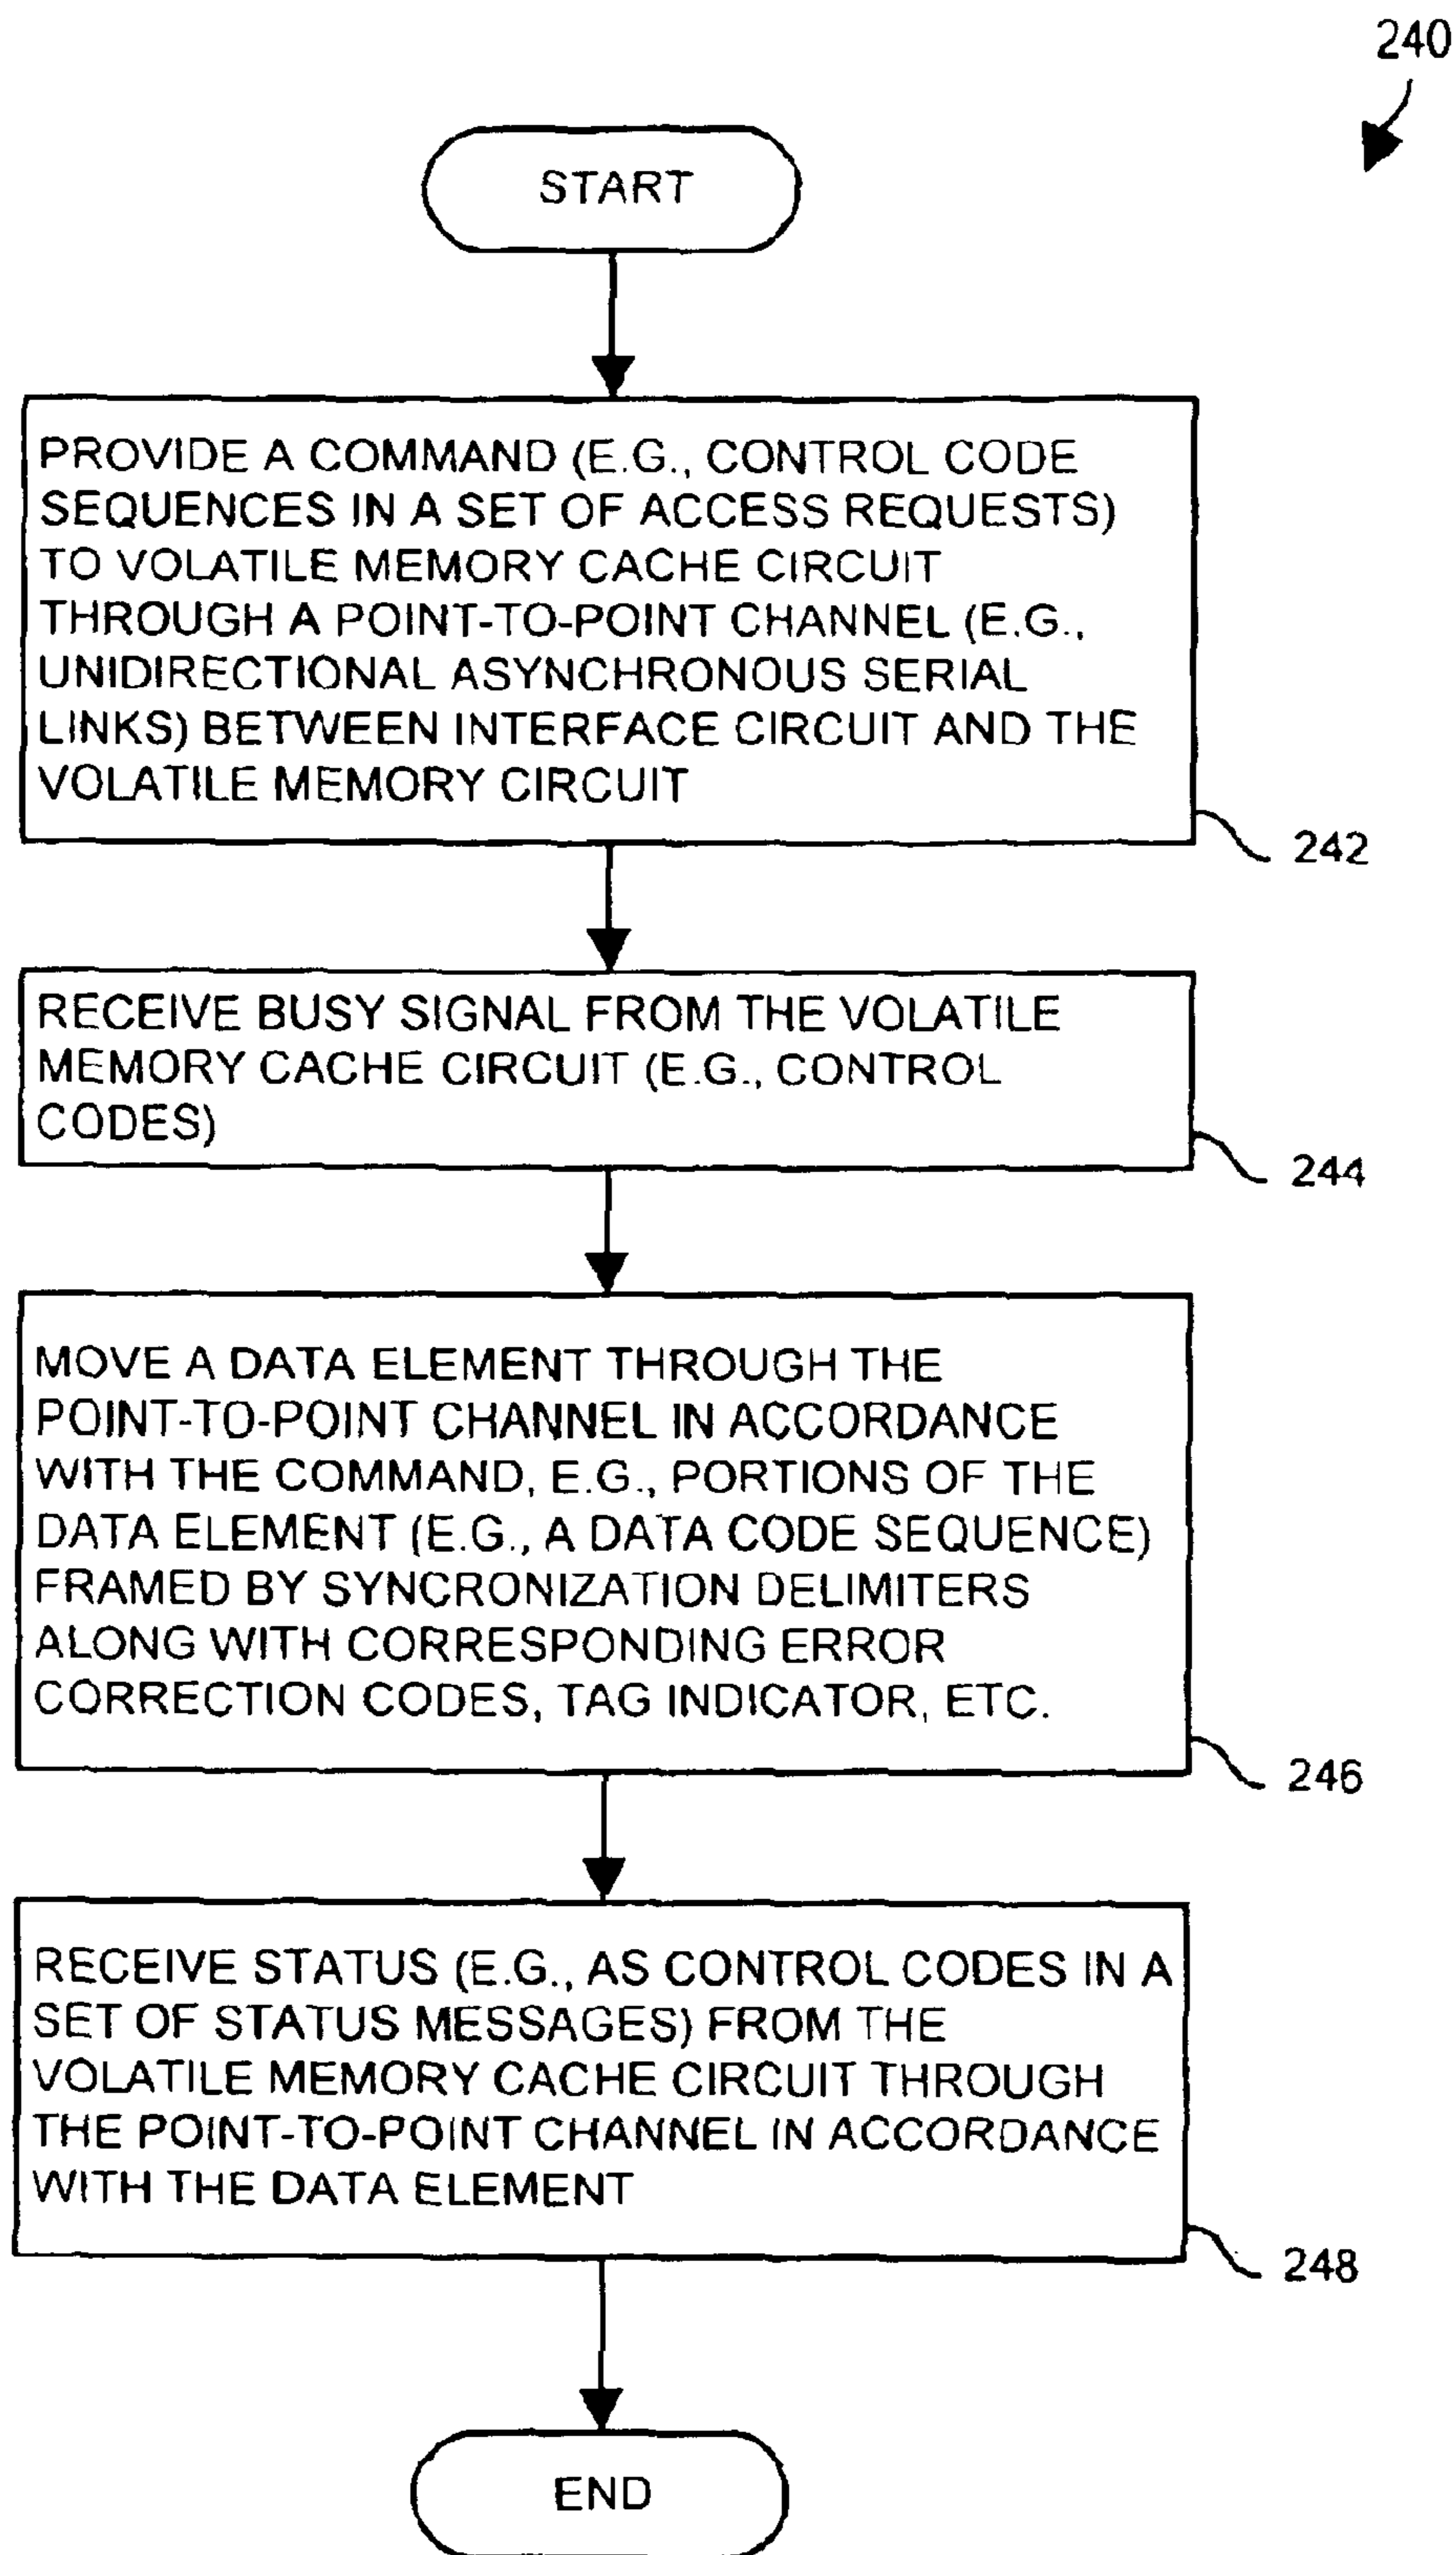 240
START
PROVIDE A COMMAND (E.G., CONTROL CODE
SEQUENCES IN A SET OF ACCESS REQUESTS)
TO VOLATILE MEMORY CACHE CIRCUIT
THROUGH A POINT-TO-POINT CHANNEL (E.G.,
UNIDIRECTIONAL ASYNCHRONOUS SERIAL
LINKS) BETWEEN INTERFACE CIRCUIT AND THE
VOLATILE MEMORY CIRCUIT
242
RECEIVE BUSY SIGNAL FROM THE VOLATILE
MEMORY CACHE CIRCUIT (E.G., CONTROL
CODES)
244
MOVE A DATA ELEMENT THROUGH THE
POINT-TO-POINT CHANNEL IN ACCORDANCE
WITH THE COMMAND, E.G., PORTIONS OF THE
DATA ELEMENT (E.G., A DATA CODE SEQUENCE)
FRAMED BY SYNCRONIZATION DELIMITERS
ALONG WITH CORRESPONDING ERROR
CORRECTION CODES, TAG INDICATOR, ETC.
246
RECEIVE STATUS (E.G., AS CONTROL CODES IN A
SET OF STATUS MESSAGES) FROM THE
VOLATILE MEMORY CACHE CIRCUIT THROUGH
THE POINT-TO-POINT CHANNEL IN ACCORDANCE
WITH THE DATA ELEMENT
248
END